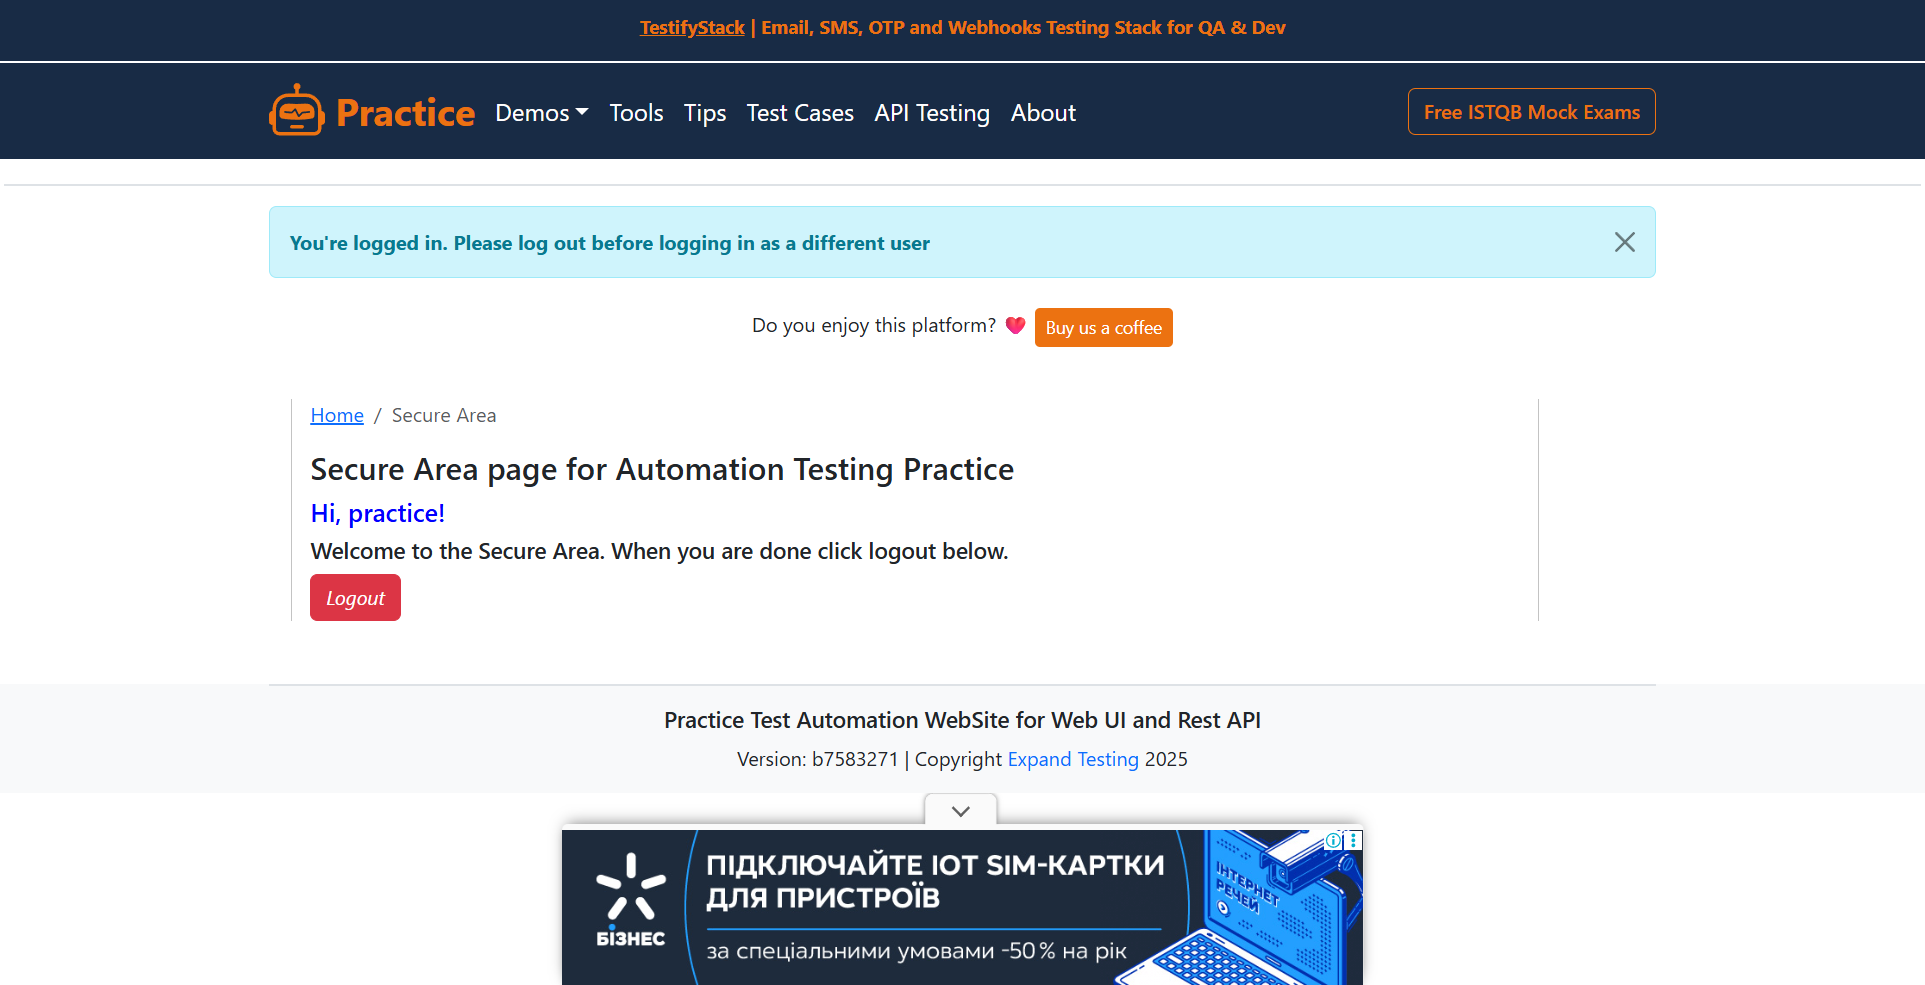 TestifyStack | Email, SMS, OTP and Webhooks Testing Stack for QA & Dev
Practice Demos Tools Tips Test Cases API Testing About Free ISTQB Mock Exams
You're logged in. Please log out before logging in as a different user
Do you enjoy this platform? Buy us a coffee
Home / Secure Area
Secure Area page for Automation Testing Practice
Hi, practice!
Welcome to the Secure Area. When you are done click logout below.
Logout
Practice Test Automation WebSite for Web UI and Rest API
Version: b7583271 | Copyright Expand Testing 2025
ПІДКЛЮЧАЙТЕ IOT SIM-КАРТКИ
ДЛЯ ПРИСТРОЇВ
БІЗНЕС
за спеціальними умовами -50% на рік
ІНТЕРНЕТ
РЕЧЕЙ